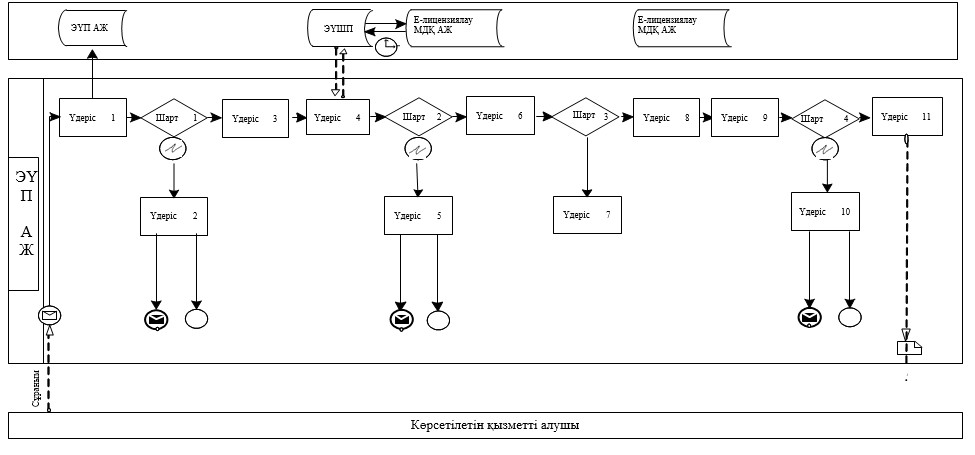 ЭҮП АЖ
ЭҮШП
Е-лицензиялау
МДҚ АЖ
Е-лицензиялау
МДҚ АЖ
Үдеріс 1
Шарт 1
Үдеріс 3
Үдеріс 4
Шарт 2
Үдеріс 6
Шарт 3
Үдеріс 8
Үдеріс 9
Шарт 4
Үдеріс 11
ЭҮ
П
А
Ж
Үдеріс 2
Үдеріс 5
Үдеріс 7
Үдеріс 10
Сұраным
Көрсетілетін қызметті алушы